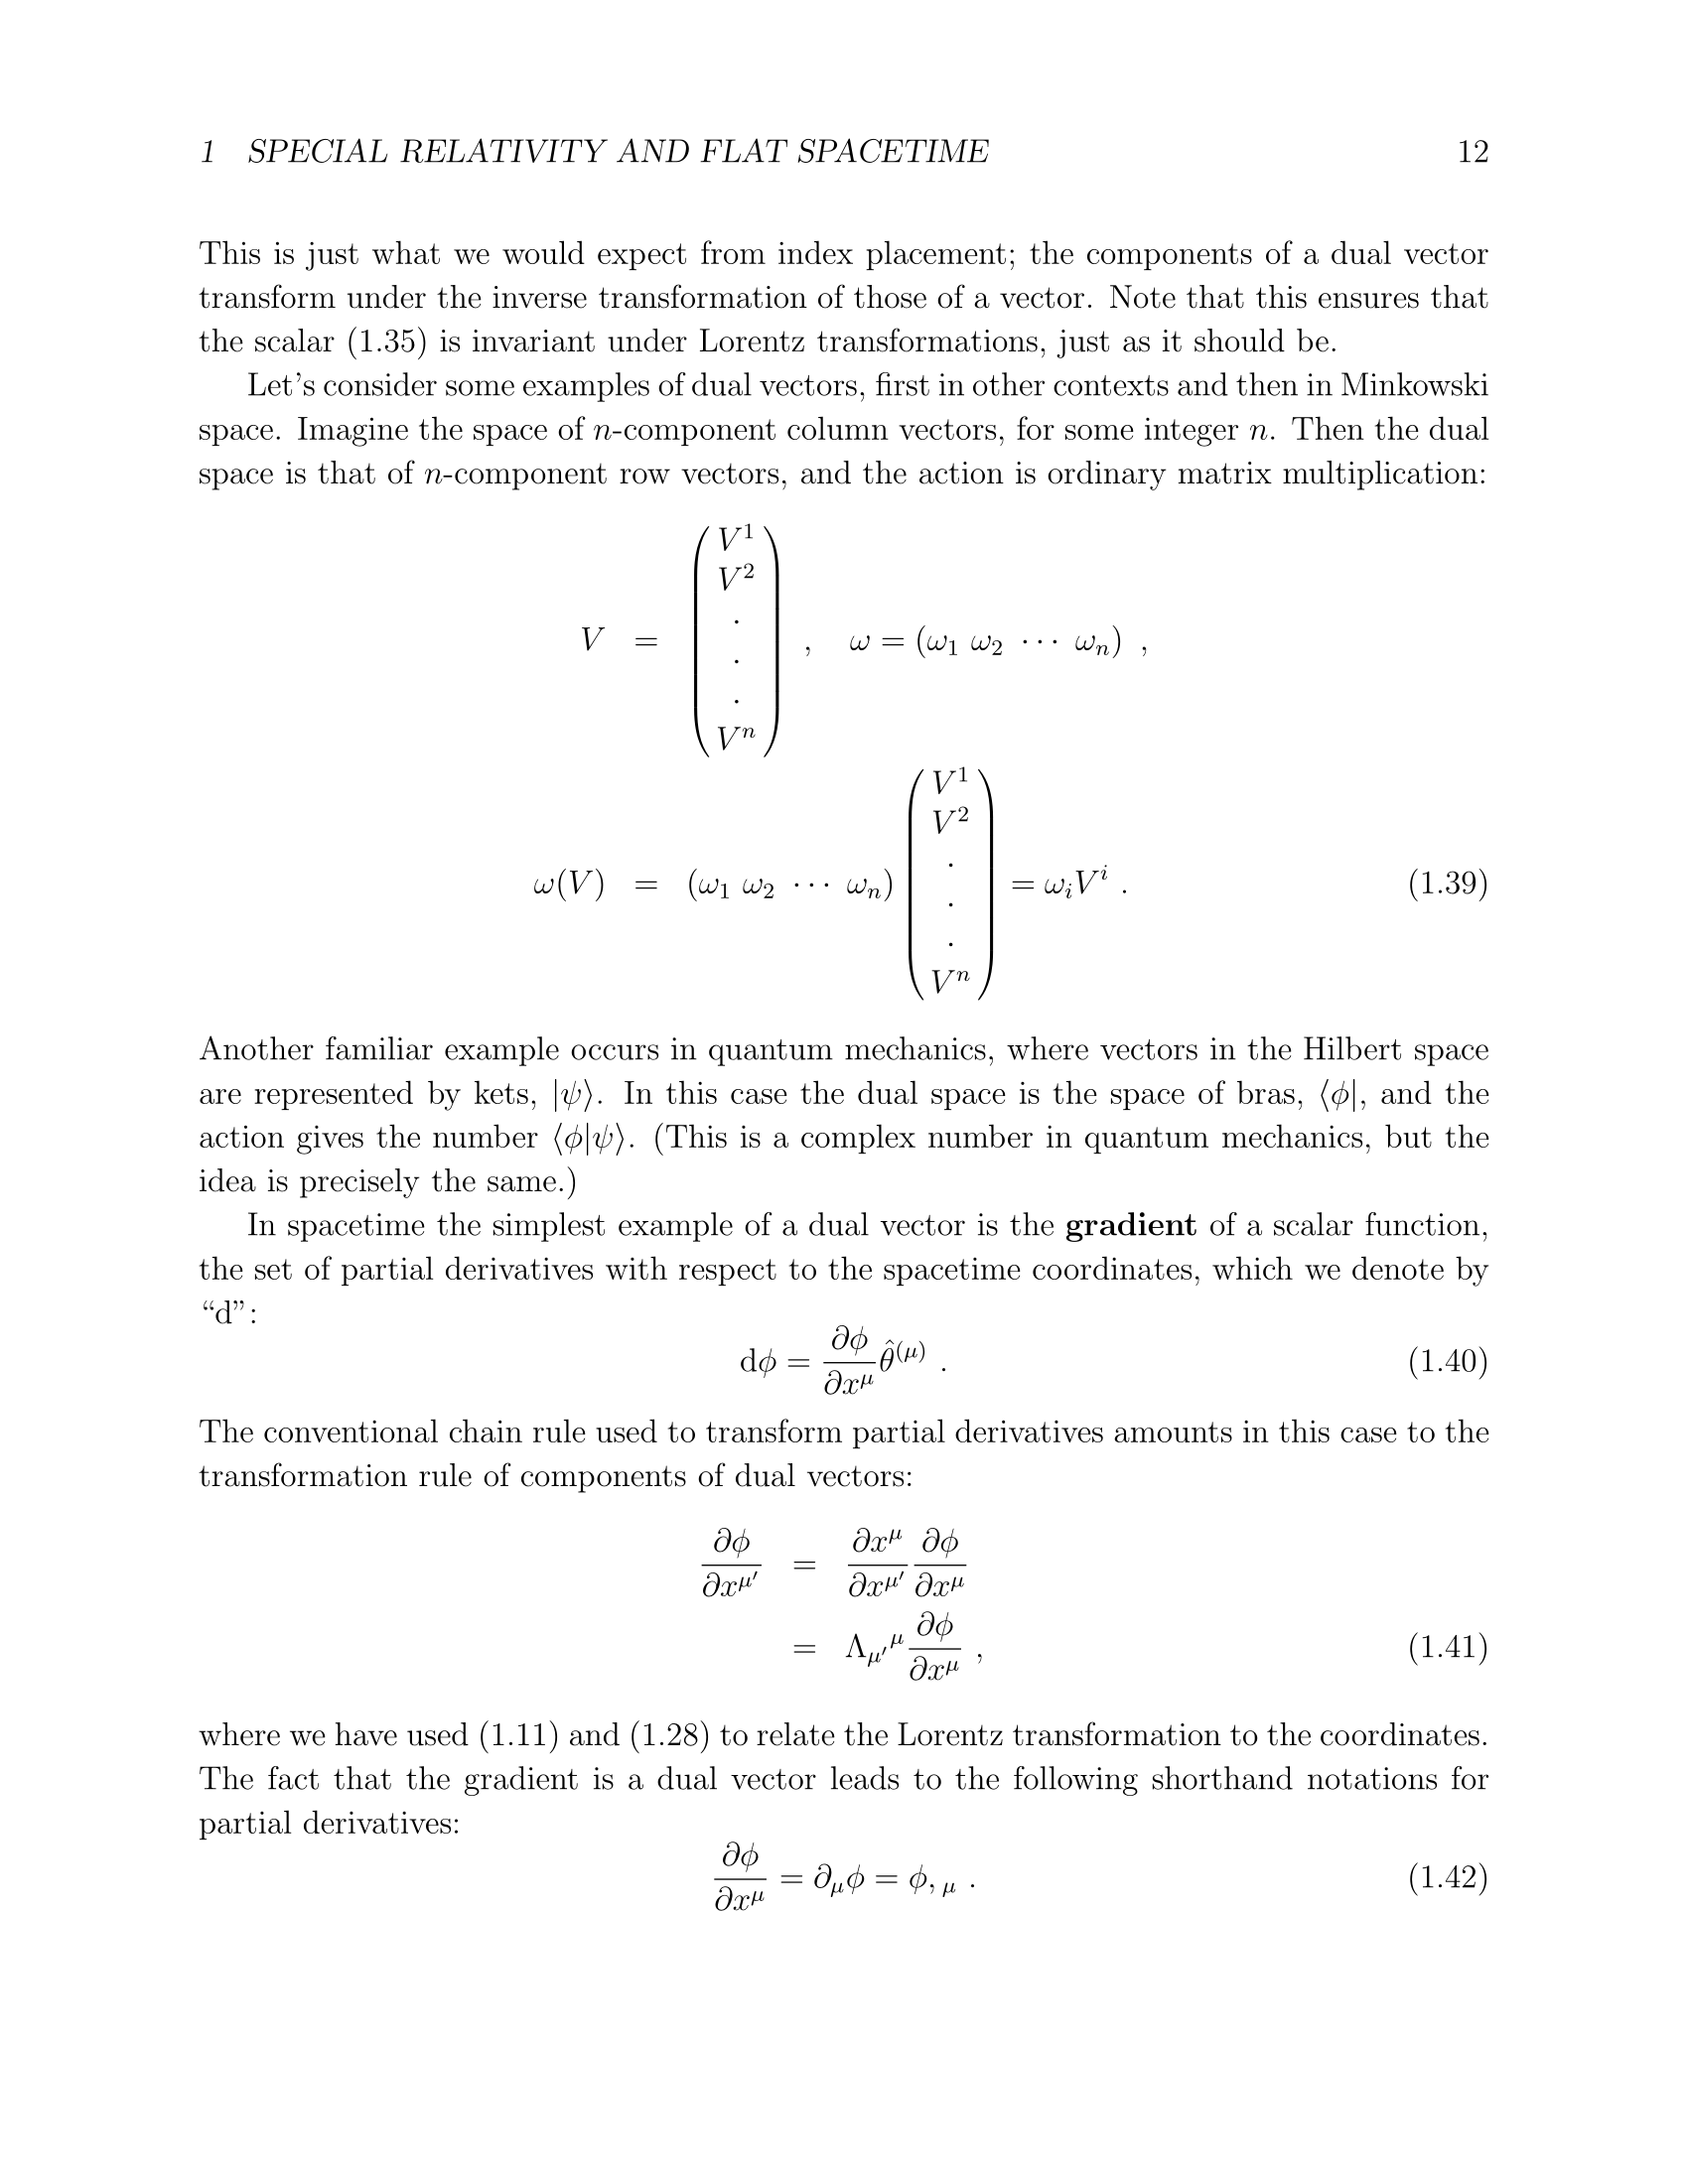 1 SPECIAL RELATIVITY AND FLAT SPACETIME 12
This is just what we would expect from index placement; the components of a dual vector
transform under the inverse transformation of those of a vector. Note that this ensures that
the scalar (1.35) is invariant under Lorentz transformations, just as it should be.
Let's consider some examples of dual vectors, first in other contexts and then in Minkowski
space. Imagine the space of n-component column vectors, for some integer n. Then the dual
space is that of n-component row vectors, and the action is ordinary matrix multiplication:
V = \begin{pmatrix} V^1 \\ V^2 \\ \cdot \\ \cdot \\ \cdot \\ V^n \end{pmatrix} , \omega = (\omega_1 \omega_2 \cdots \omega_n) ,
\omega(V) = (\omega_1 \omega_2 \cdots \omega_n) \begin{pmatrix} V^1 \\ V^2 \\ \cdot \\ \cdot \\ \cdot \\ V^n \end{pmatrix} = \omega_i V^i . (1.39)
Another familiar example occurs in quantum mechanics, where vectors in the Hilbert space
are represented by kets, |ψ⟩. In this case the dual space is the space of bras, ⟨ϕ|, and the
action gives the number ⟨ϕ|ψ⟩. (This is a complex number in quantum mechanics, but the
idea is precisely the same.)
In spacetime the simplest example of a dual vector is the gradient of a scalar function,
the set of partial derivatives with respect to the spacetime coordinates, which we denote by
“d”:
\mathrm{d}\phi = \frac{\partial \phi}{\partial x^\mu} \hat{\theta}^{(\mu)} . (1.40)
The conventional chain rule used to transform partial derivatives amounts in this case to the
transformation rule of components of dual vectors:
\frac{\partial \phi}{\partial x^{\mu'}} = \frac{\partial x^\mu}{\partial x^{\mu'}} \frac{\partial \phi}{\partial x^\mu}
= \Lambda_{\mu'}{}^\mu \frac{\partial \phi}{\partial x^\mu} , (1.41)
where we have used (1.11) and (1.28) to relate the Lorentz transformation to the coordinates.
The fact that the gradient is a dual vector leads to the following shorthand notations for
partial derivatives:
\frac{\partial \phi}{\partial x^\mu} = \partial_\mu \phi = \phi,_\mu . (1.42)